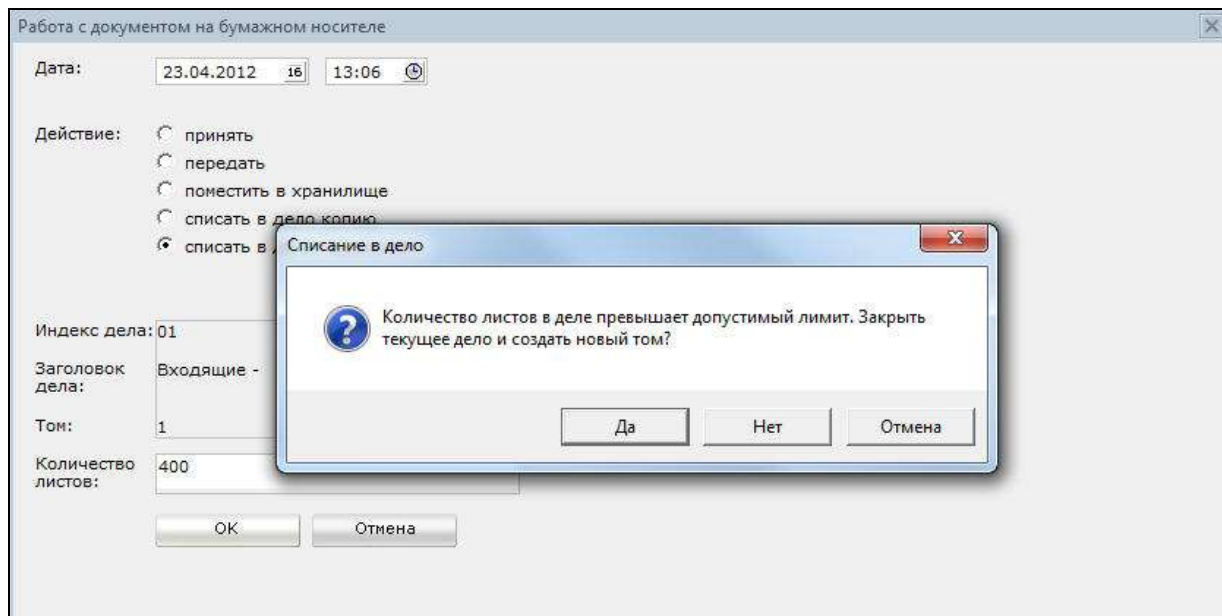 Работа с документом на бумажном носителе
Дата:
23.04.2012 16 13:06
Действие:
принять
передать
поместить в хранилище
списать в дело копию
списать в
Списание в дело
Количество листов в деле превышает допустимый лимит. Закрыть
текущее дело и создать новый том?
Да Нет Отмена
Индекс дела: 01
Заголовок
дела:
Входящие -
Том:
1
Количество
листов:
400
ОК Отмена